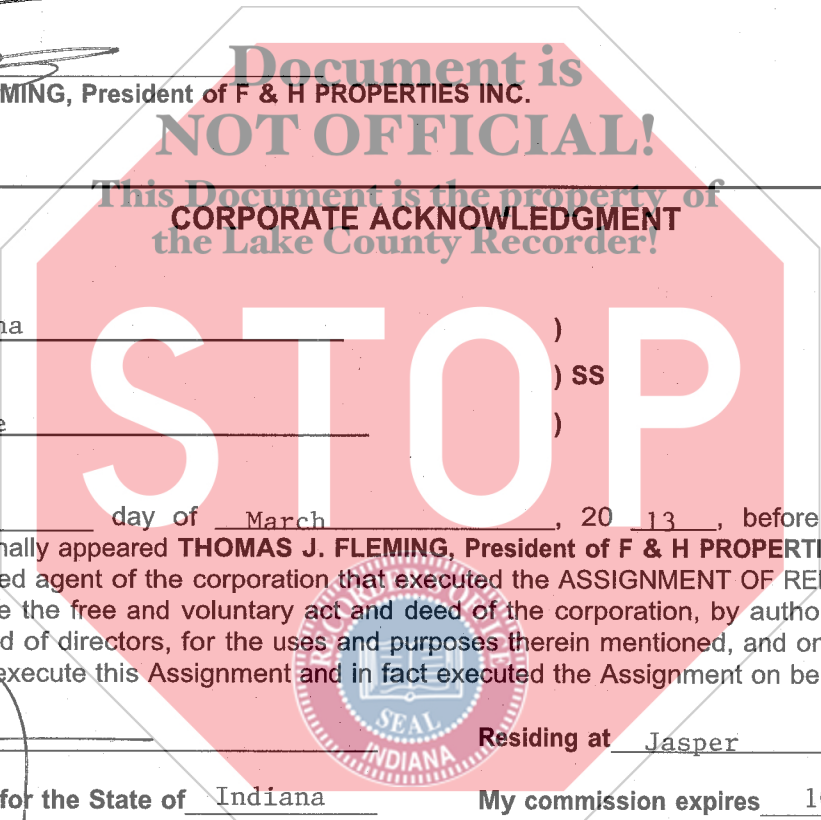 Document is
MING, President of F & H PROPERTIES INC.
NOT OFFICIAL!
This Document is the property of
CORPORATE ACKNOWLEDGMENT
the Lake County Recorder!
na )
STOP
) SS
e )
day of March , 20 13 , before
nally appeared THOMAS J. FLEMING, President of F & H PROPERTI
ed agent of the corporation that executed the ASSIGNMENT OF RE
e the free and voluntary act and deed of the corporation, by autho
d of directors, for the uses and purposes therein mentioned, and o
execute this Assignment and in fact executed the Assignment on be
RECORDER OFFICE
SEAL
INDIANA
Residing at Jasper
for the State of Indiana My commission expires 1